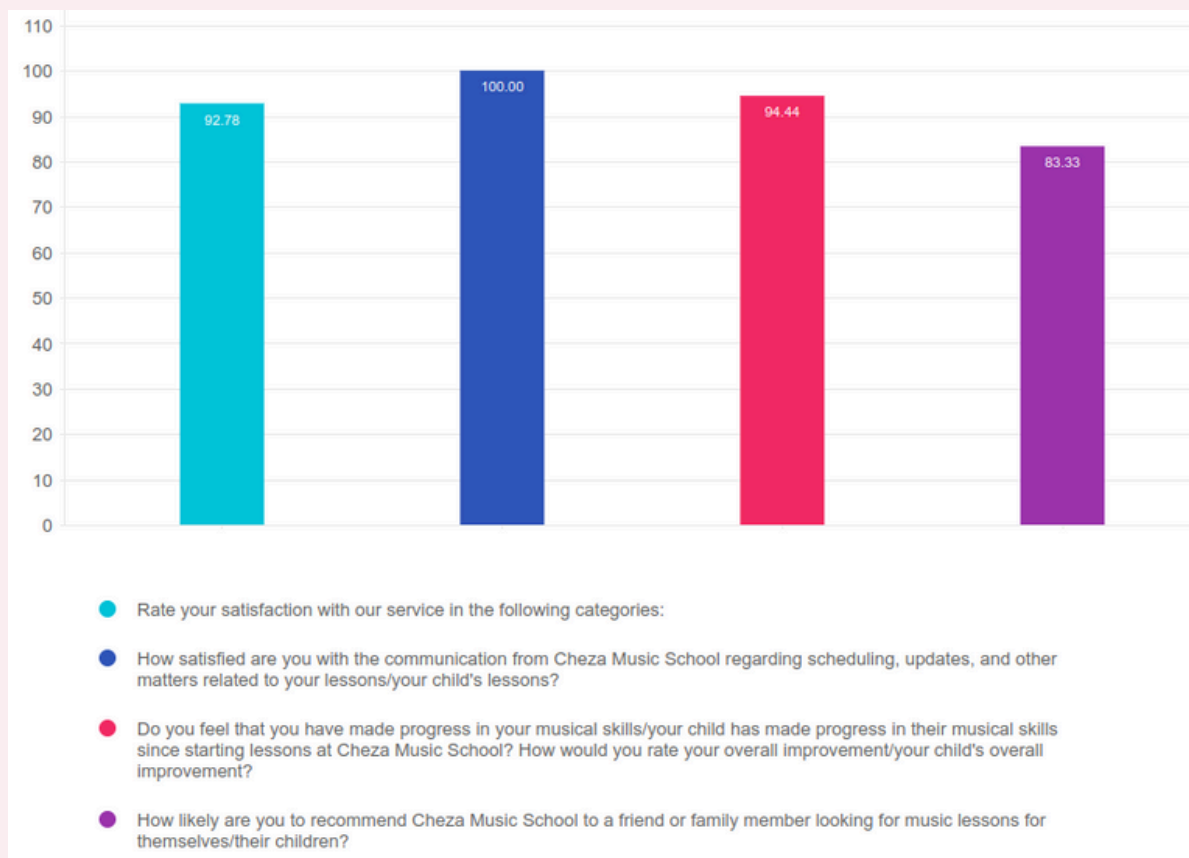 110
100
90
80
70
60
50
40
30
20
10
0
92.78
100.00
94.44
83.33
Rate your satisfaction with our service in the following categories:
How satisfied are you with the communication from Cheza Music School regarding scheduling, updates, and other
matters related to your lessons/your child's lessons?
Do you feel that you have made progress in your musical skills/your child has made progress in their musical skills
since starting lessons at Cheza Music School? How would you rate your overall improvement/your child's overall
improvement?
How likely are you to recommend Cheza Music School to a friend or family member looking for music lessons for
themselves/their children?